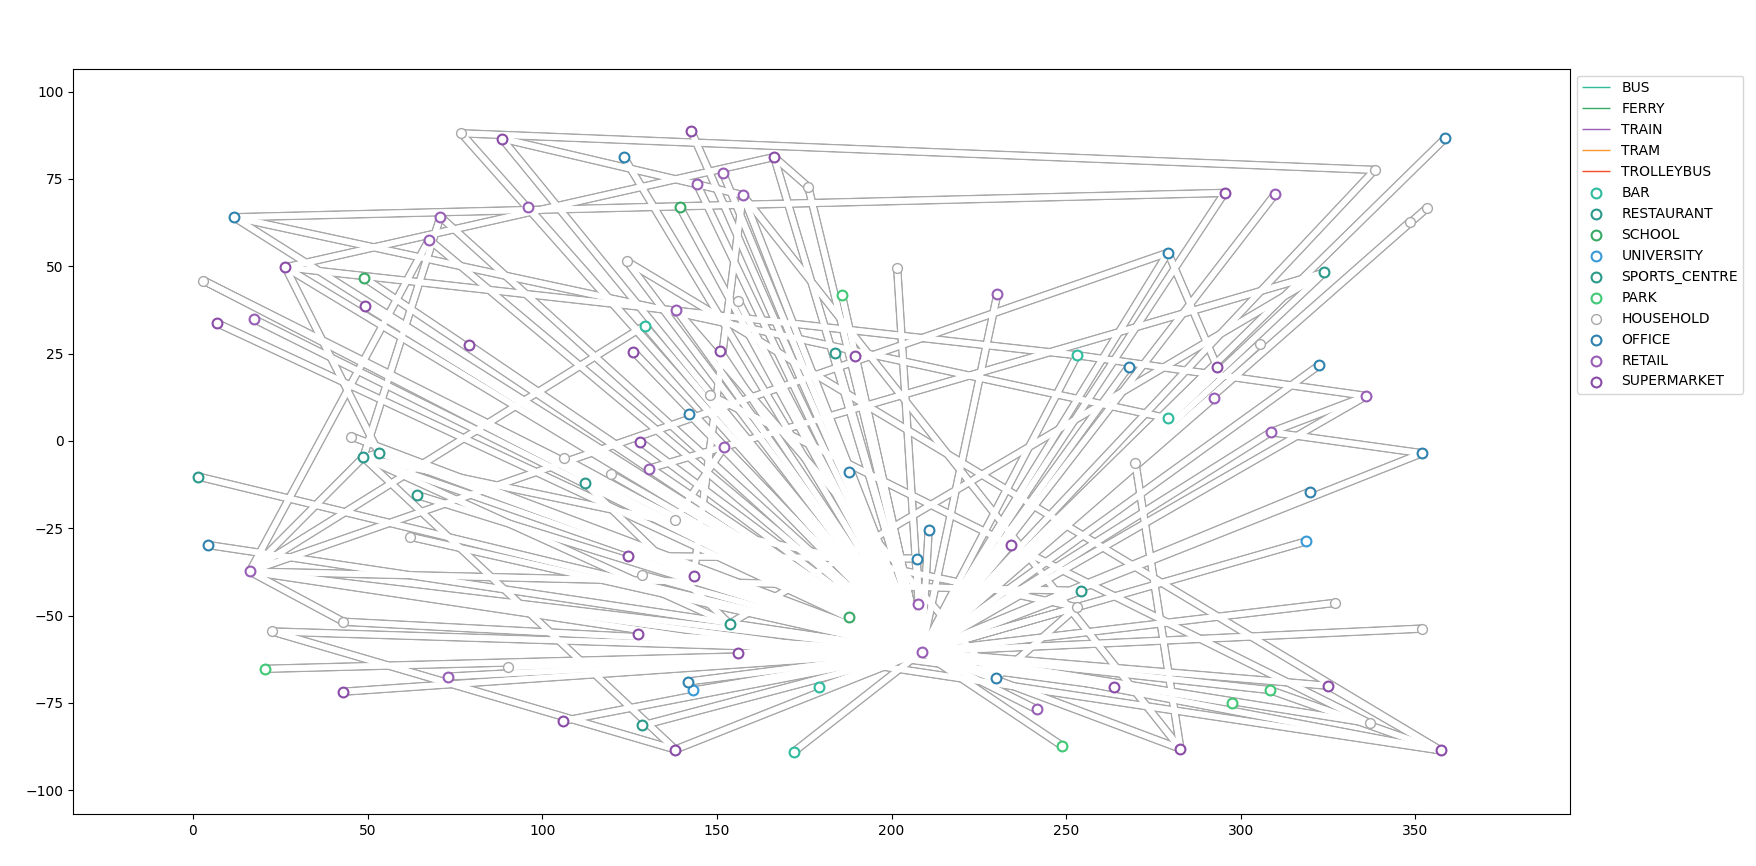 100
75
50
25
0
−25
−50
−75
−100
0
50
100
150
200
250
300
350
BUS
FERRY
TRAIN
TRAM
TROLLEYBUS
BAR
RESTAURANT
SCHOOL
UNIVERSITY
SPORTS_CENTRE
PARK
HOUSEHOLD
OFFICE
RETAIL
SUPERMARKET